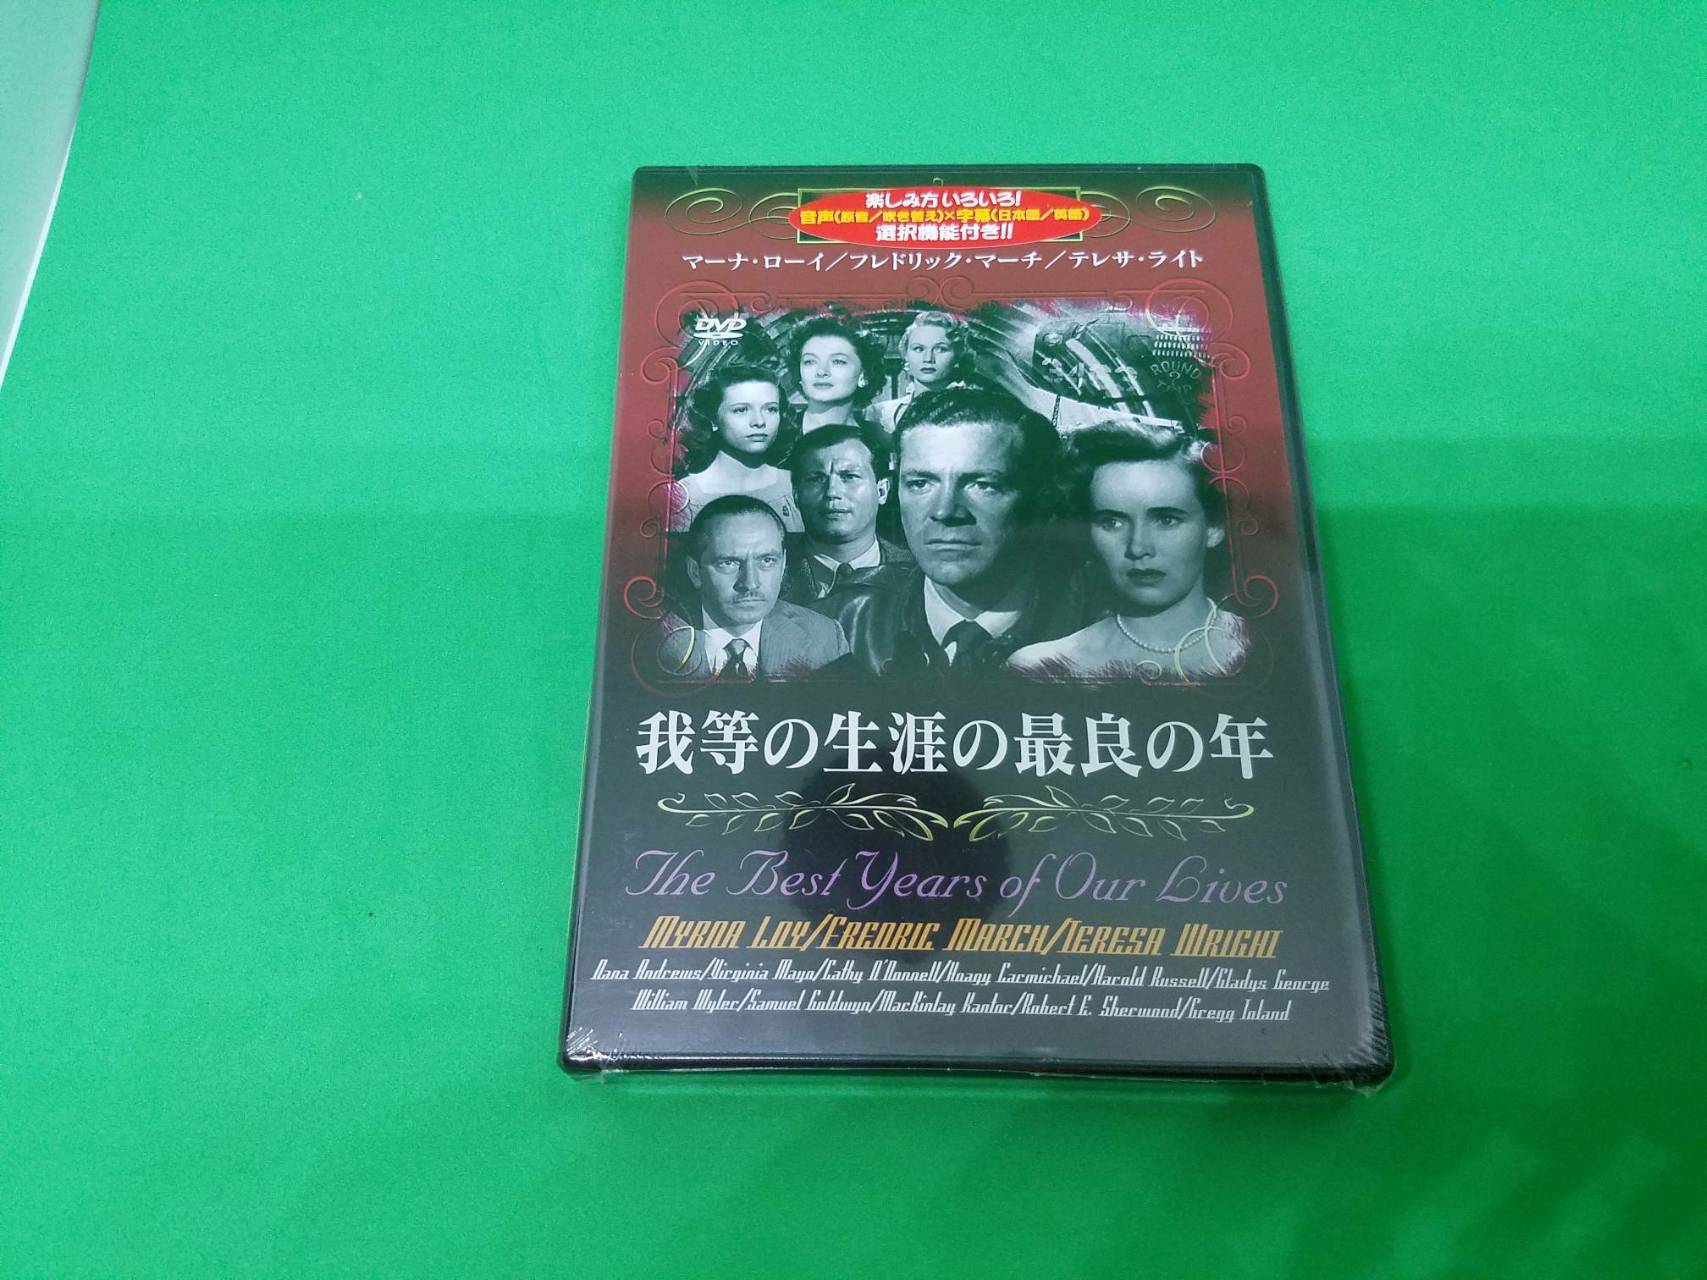 楽しみ方いろいろ!
音声(原音/吹き替え)×字幕(日本語/英語)
選択機能付き!!
マーナ・ローイ/フレドリック・マーチ/テレサ・ライト
DVD
VIDEO
ROUND
?
TRIP
我等の生涯の最良の年
The Best Years of Our Lives
MYRNA LOY/FREDRIC MARCH/TERESA WRIGHT
Dana Andrews/Virginia Mayo/Cathy O'Donnell/Hoagy Carmichael/Harold Russell/Gladys George
William Wyler/Samuel Goldwyn/MacKinlay Kantor/Robert E. Sherwood/Gregg Toland